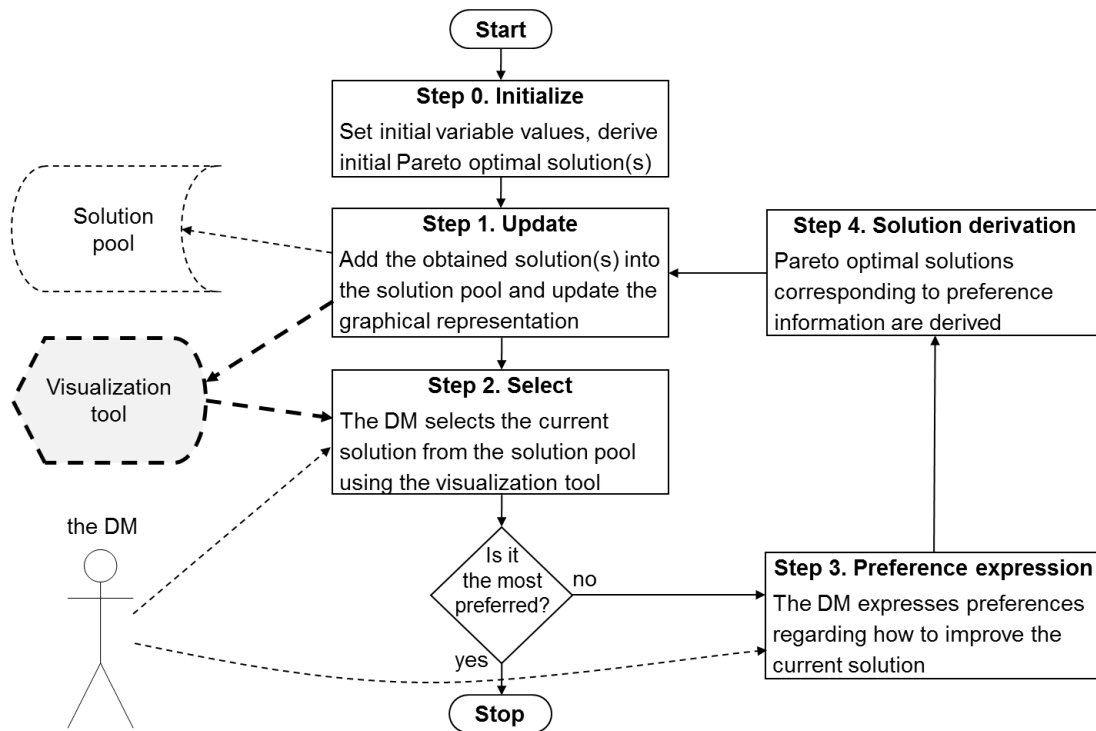 Start
Step 0. Initialize
Set initial variable values, derive
initial Pareto optimal solution(s)
Solution
pool
Step 1. Update
Add the obtained solution(s) into
the solution pool and update the
graphical representation
Step 4. Solution derivation
Pareto optimal solutions
corresponding to preference
information are derived
Visualization
tool
Step 2. Select
The DM selects the current
solution from the solution pool
using the visualization tool
the DM
Is it
the most
preferred?
no
yes
Step 3. Preference expression
The DM expresses preferences
regarding how to improve the
current solution
Stop